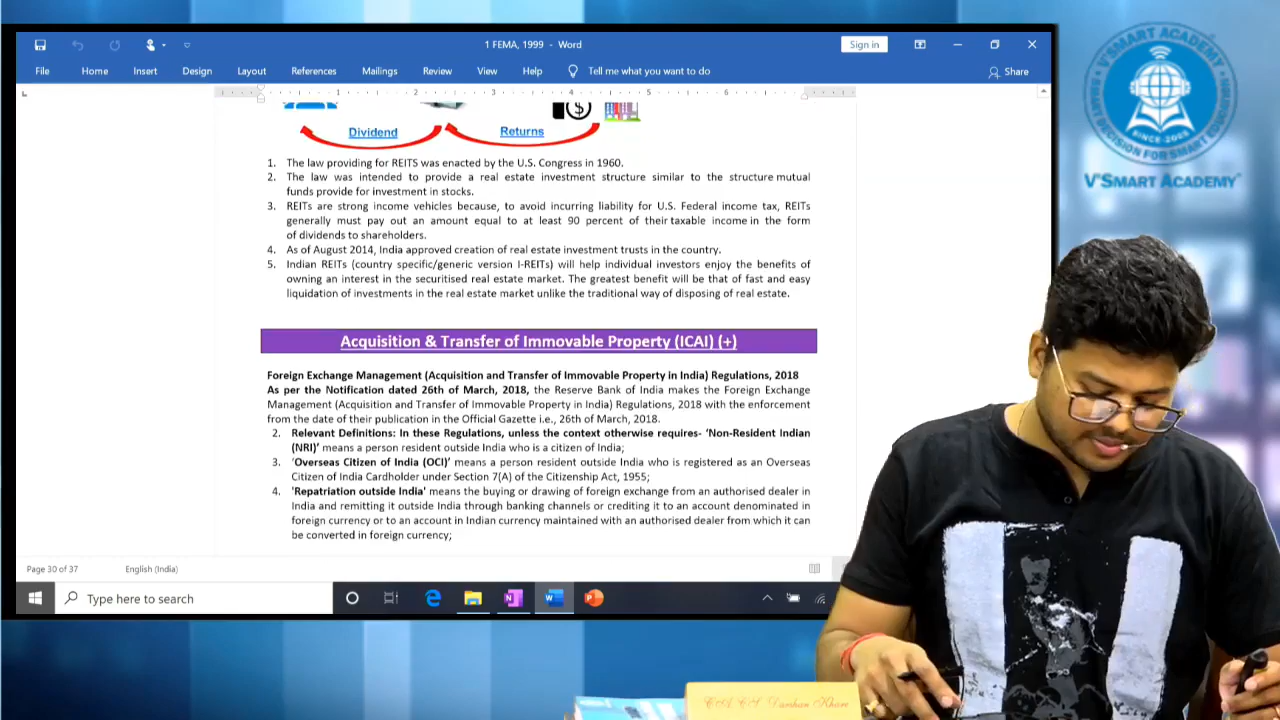 1 FEMA, 1999 - Word
Sign in
File Home Insert Design Layout References Mailings Review View Help Tell me what you want to do Share
1 2 3 4 5 6
Dividend Returns
$
1. The law providing for REITS was enacted by the U.S. Congress in 1960.
2. The law was intended to provide a real estate investment structure similar to the structure mutual
funds provide for investment in stocks.
3. REITs are strong income vehicles because, to avoid incurring liability for U.S. Federal income tax, REITs
generally must pay out an amount equal to at least 90 percent of their taxable income in the form
of dividends to shareholders.
4. As of August 2014, India approved creation of real estate investment trusts in the country.
5. Indian REITs (country specific/generic version I-REITs) will help individual investors enjoy the benefits of
owning an interest in the securitised real estate market. The greatest benefit will be that of fast and easy
liquidation of investments in the real estate market unlike the traditional way of disposing of real estate.
Acquisition & Transfer of Immovable Property (ICAI) (+)
Foreign Exchange Management (Acquisition and Transfer of Immovable Property in India) Regulations, 2018
As per the Notification dated 26th of March, 2018, the Reserve Bank of India makes the Foreign Exchange
Management (Acquisition and Transfer of Immovable Property in India) Regulations, 2018 with the enforcement
from the date of their publication in the Official Gazette i.e., 26th of March, 2018.
2. Relevant Definitions: In these Regulations, unless the context otherwise requires- ‘Non-Resident Indian
(NRI)’ means a person resident outside India who is a citizen of India;
3. ‘Overseas Citizen of India (OCI)’ means a person resident outside India who is registered as an Overseas
Citizen of India Cardholder under Section 7(A) of the Citizenship Act, 1955;
4. 'Repatriation outside India' means the buying or drawing of foreign exchange from an authorised dealer in
India and remitting it outside India through banking channels or crediting it to an account denominated in
foreign currency or to an account in Indian currency maintained with an authorised dealer from which it can
be converted in foreign currency;
Page 30 of 37 English (India)
Type here to search
V'SMART ACADEMY
DECISION FOR SMART
SINCE-2005
V'SMART ACADEMY
CA CS Darshan Khare